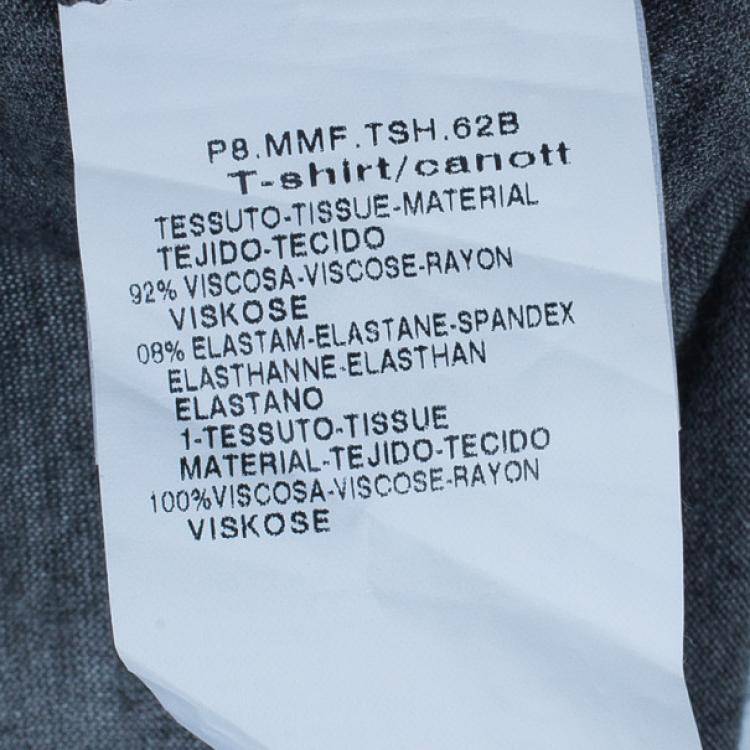 P8.MMF.TSH.62B
T-shirt/canott
TESSUTO-TISSUE-MATERIAL
TEJIDO-TECIDO
92% VISCOSA-VISCOSE-RAYON
VISKOSE
08% ELASTAM-ELASTANE-SPANDEX
ELASTHANNE-ELASTHAN
ELASTANO
1-TESSUTO-TISSUE
MATERIAL-TEJIDO-TECIDO
100%VISCOSA-VISCOSE-RAYON
VISKOSE